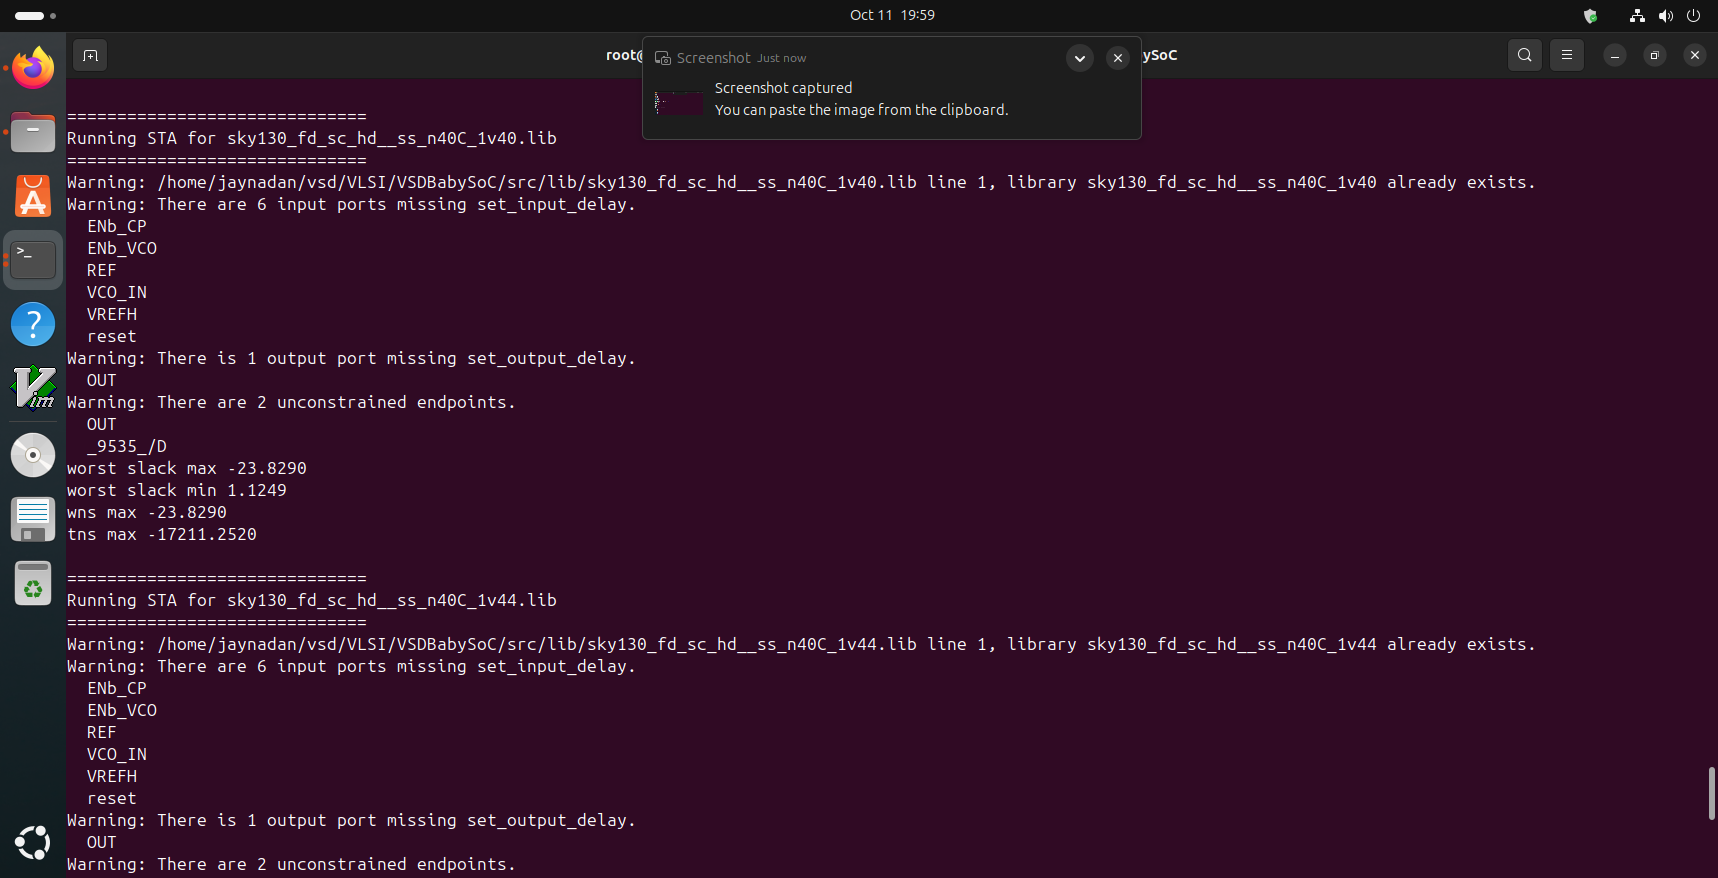 Oct 11 19:59
root@
ySoC
Screenshot Just now
Screenshot captured
You can paste the image from the clipboard.
==============================
Running STA for sky130_fd_sc_hd__ss_n40C_1v40.lib
==============================
Warning: /home/jaynadan/vsd/VLSI/VSDBabySoC/src/lib/sky130_fd_sc_hd__ss_n40C_1v40.lib line 1, library sky130_fd_sc_hd__ss_n40C_1v40 already exists.
Warning: There are 6 input ports missing set_input_delay.
ENb_CP
ENb_VCO
REF
VCO_IN
VREFH
reset
Warning: There is 1 output port missing set_output_delay.
OUT
Warning: There are 2 unconstrained endpoints.
OUT
_9535_/D
worst slack max -23.8290
worst slack min 1.1249
wns max -23.8290
tns max -17211.2520
==============================
Running STA for sky130_fd_sc_hd__ss_n40C_1v44.lib
==============================
Warning: /home/jaynadan/vsd/VLSI/VSDBabySoC/src/lib/sky130_fd_sc_hd__ss_n40C_1v44.lib line 1, library sky130_fd_sc_hd__ss_n40C_1v44 already exists.
Warning: There are 6 input ports missing set_input_delay.
ENb_CP
ENb_VCO
REF
VCO_IN
VREFH
reset
Warning: There is 1 output port missing set_output_delay.
OUT
Warning: There are 2 unconstrained endpoints.